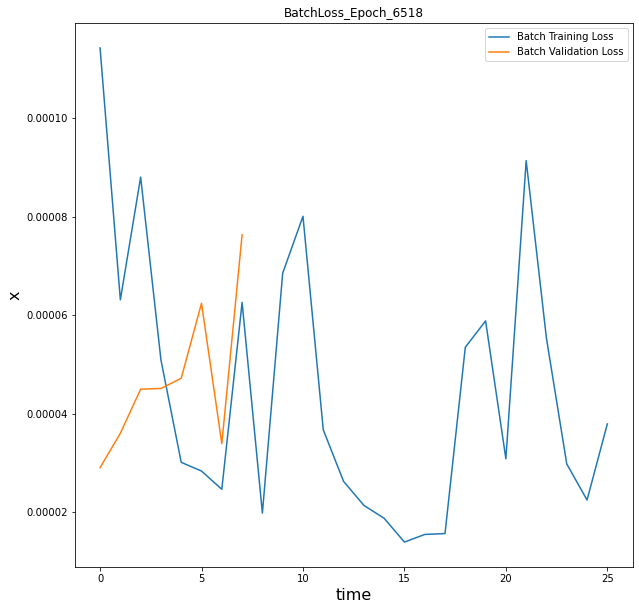 BatchLoss_Epoch_6518
Batch Training Loss
Batch Validation Loss
0.00010
0.00008
0.00006
0.00004
0.00002
x
0
5
10
15
20
25
time